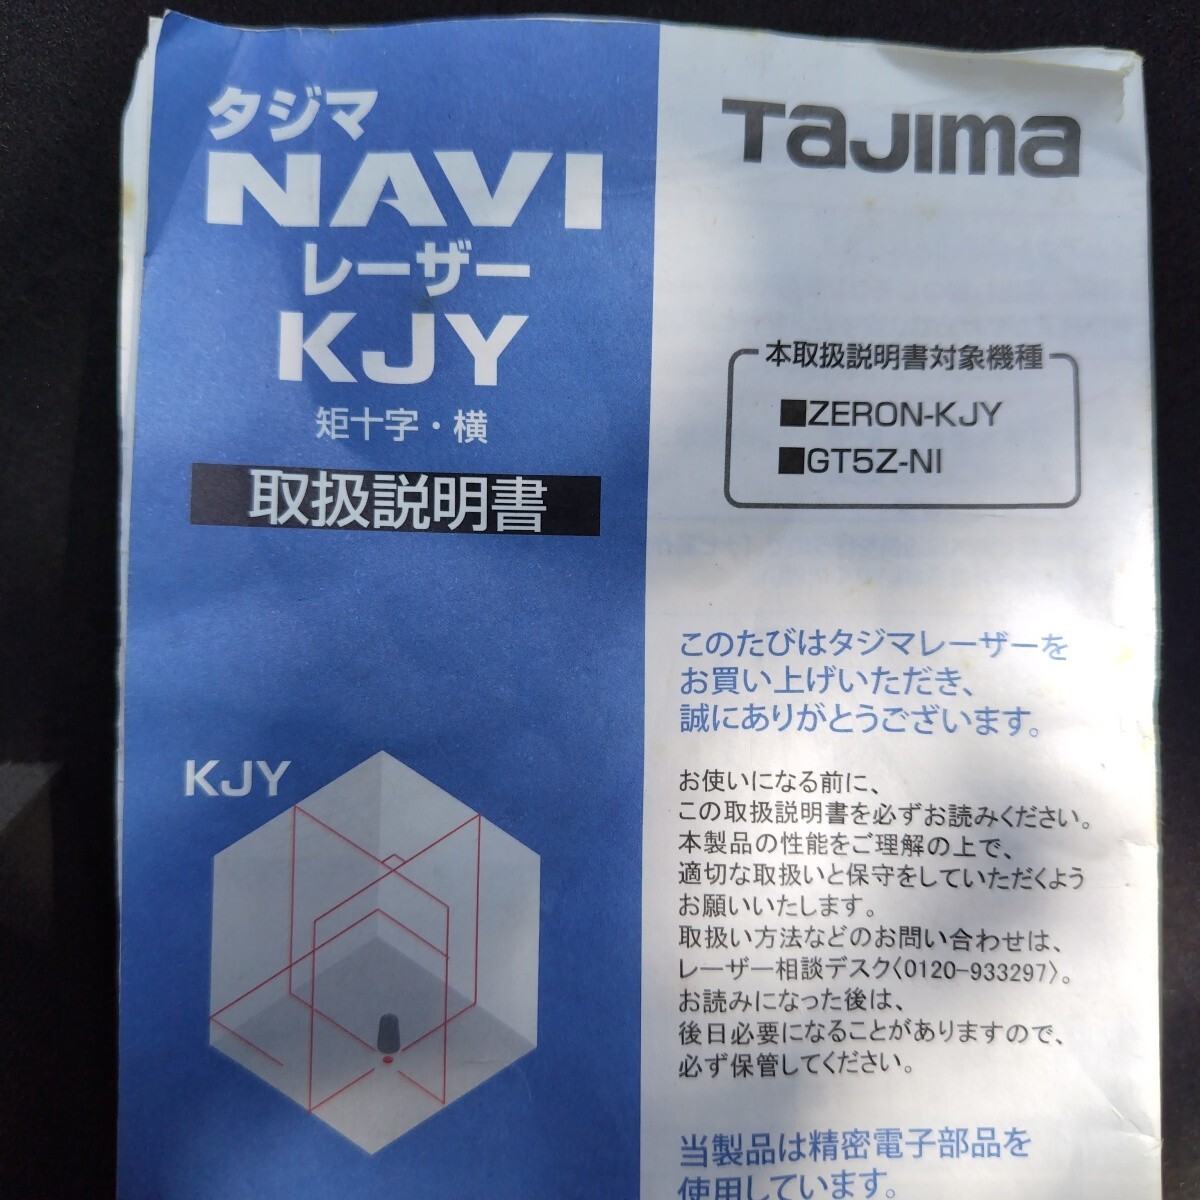 タジマ
NAVI
レーザー
KJY
矩十字・横
取扱説明書
KJY
TaJIma
本取扱説明書対象機種
■ZERON-KJY
■GT5Z-NI
このたびはタジマレーザーを
お買い上げいただき、
誠にありがとうございます。
お使いになる前に、
この取扱説明書を必ずお読みください。
本製品の性能をご理解の上で、
適切な取扱いと保守をしていただくよう
お願いいたします。
取扱い方法などのお問い合わせは、
レーザー相談デスク〈0120-933297〉。
お読みになった後は、
後日必要になることがありますので、
必ず保管してください。
当製品は精密電子部品を
使用しています。